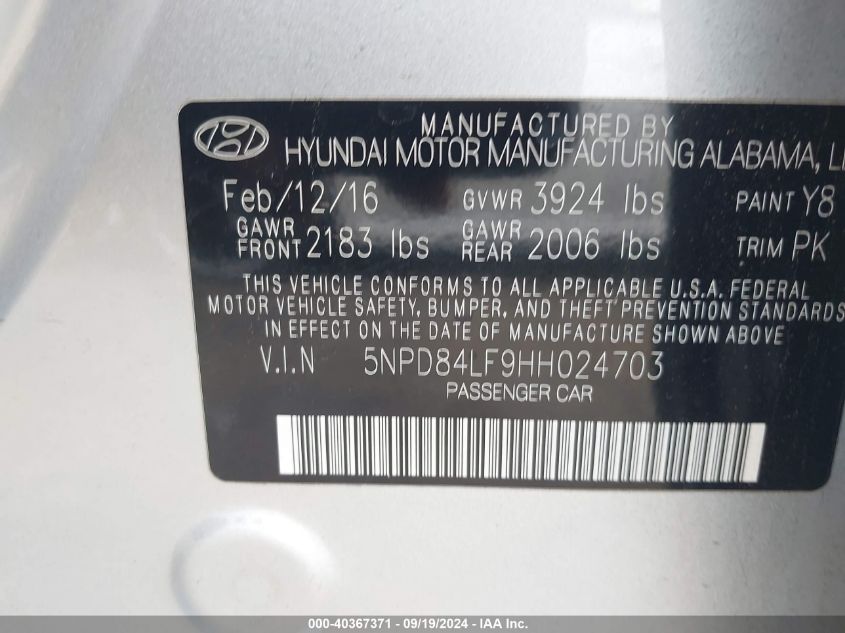 MANUFACTURED BY
HYUNDAI MOTOR MANUFACTURING ALABAMA,
Feb/12/16 GVWR 3924 lbs PAINT Y8
GAWR FRONT 2183 lbs GAWR REAR 2006 lbs TRIM PK
THIS VEHICLE CONFORMS TO ALL APPLICABLE U.S.A. FEDERAL
MOTOR VEHICLE SAFETY, BUMPER, AND THEFT PREVENTION STANDARDS
IN EFFECT ON THE DATE OF MANUFACTURE SHOWN ABOVE
V.I.N 5NPD84LF9HH024703
PASSENGER CAR
000-40367371 - 09/19/2024 - IAA Inc.